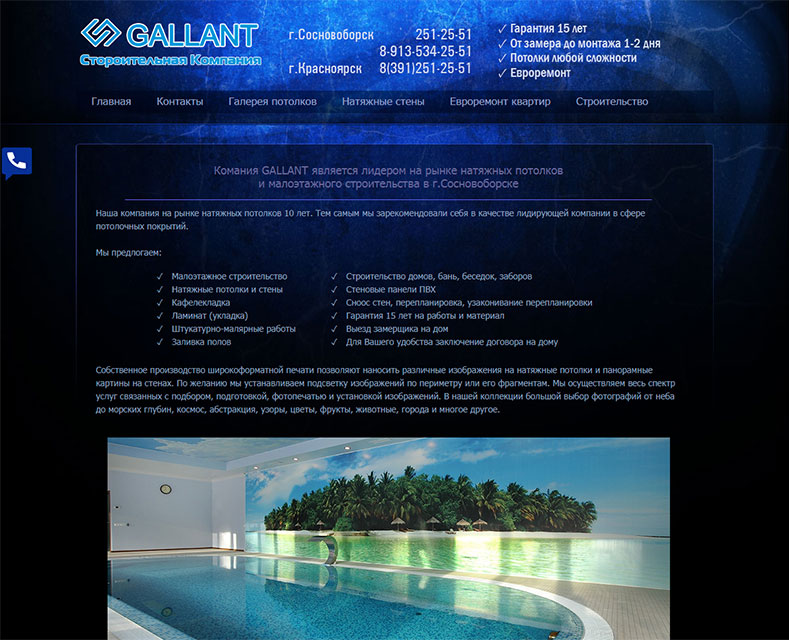 GALLANT
Стороительная Компания
г.Сосновоборск 251-25-51
8-913-534-25-51
г.Красноярск 8(391)251-25-51
✓ Гарантия 15 лет
✓ От замера до монтажа 1-2 дня
✓ Потолки любой сложности
✓ Евроремонт
Главная Контакты Галерея потолков Натяжные стены Евроремонт квартир Строительство
Комания GALLANT является лидером на рынке натяжных потолков
и малоэтажного строительства в г.Сосновоборске
Наша компания на рынке натяжных потолков 10 лет. Тем самым мы зарекомендовали себя в качестве лидирующей компании в сфере
потолочных покрытий.
Мы предлогаем:
✓ Малоэтажное строительство
✓ Натяжные потолки и стены
✓ Кафелекладка
✓ Ламинат (укладка)
✓ Штукатурно-малярные работы
✓ Заливка полов
✓ Строительство домов, бань, беседок, заборов
✓ Стеновые панели ПВХ
✓ Сноос стен, перепланировка, узаконивание перепланировки
✓ Гарантия 15 лет на работы и материал
✓ Выезд замерщика на дом
✓ Для Вашего удобства заключение договора на дому
Собственное производство широкоформатной печати позволяют наносить различные изображения на натяжные потолки и панорамные
картины на стенах. По желанию мы устанавливаем подсветку изображений по периметру или его фрагментам. Мы осуществляем весь спектр
услуг связанных с подбором, подготовкой, фотопечатью и установкой изображений. В нашей коллекции большой выбор фотографий от неба
до морских глубин, космос, абстракция, узоры, цветы, фрукты, животные, города и многое другое.